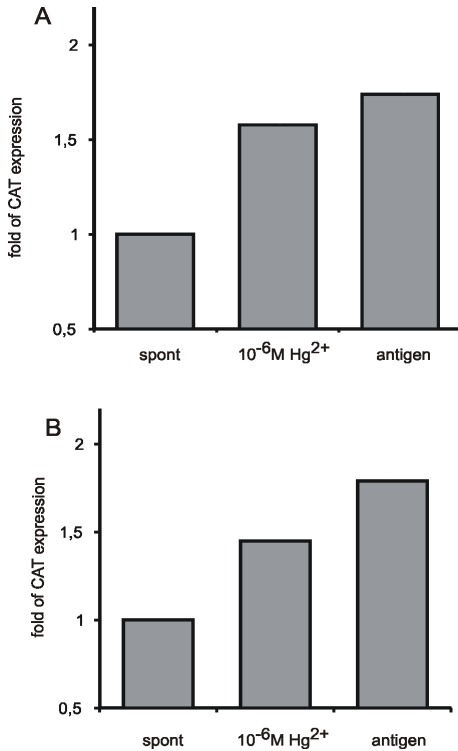 A
fold of CAT expression
2
1,5
1
0,5
spont 10-6M Hg2+ antigen
B
fold of CAT expression
2
1,5
1
0,5
spont 10-6M Hg2+ antigen